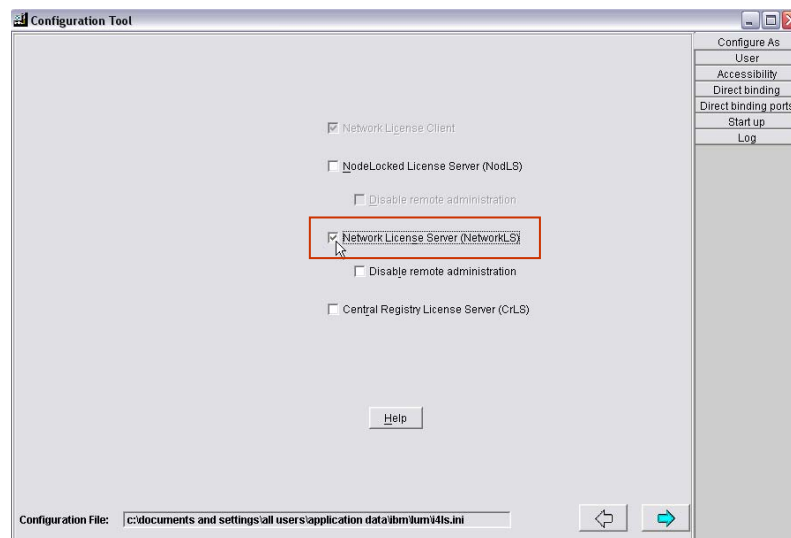 Configuration Tool
Configure As
User
Accessibility
Direct binding
Direct binding ports
Start up
Log
Network License Client
NodeLocked License Server (NodLS)
Disable remote administration
Network License Server (NetworkLS)
Disable remote administration
Central Registry License Server (CrLS)
Help
Configuration File: c:\documents and settings\all users\application data\ibm\lum\i4ls.ini